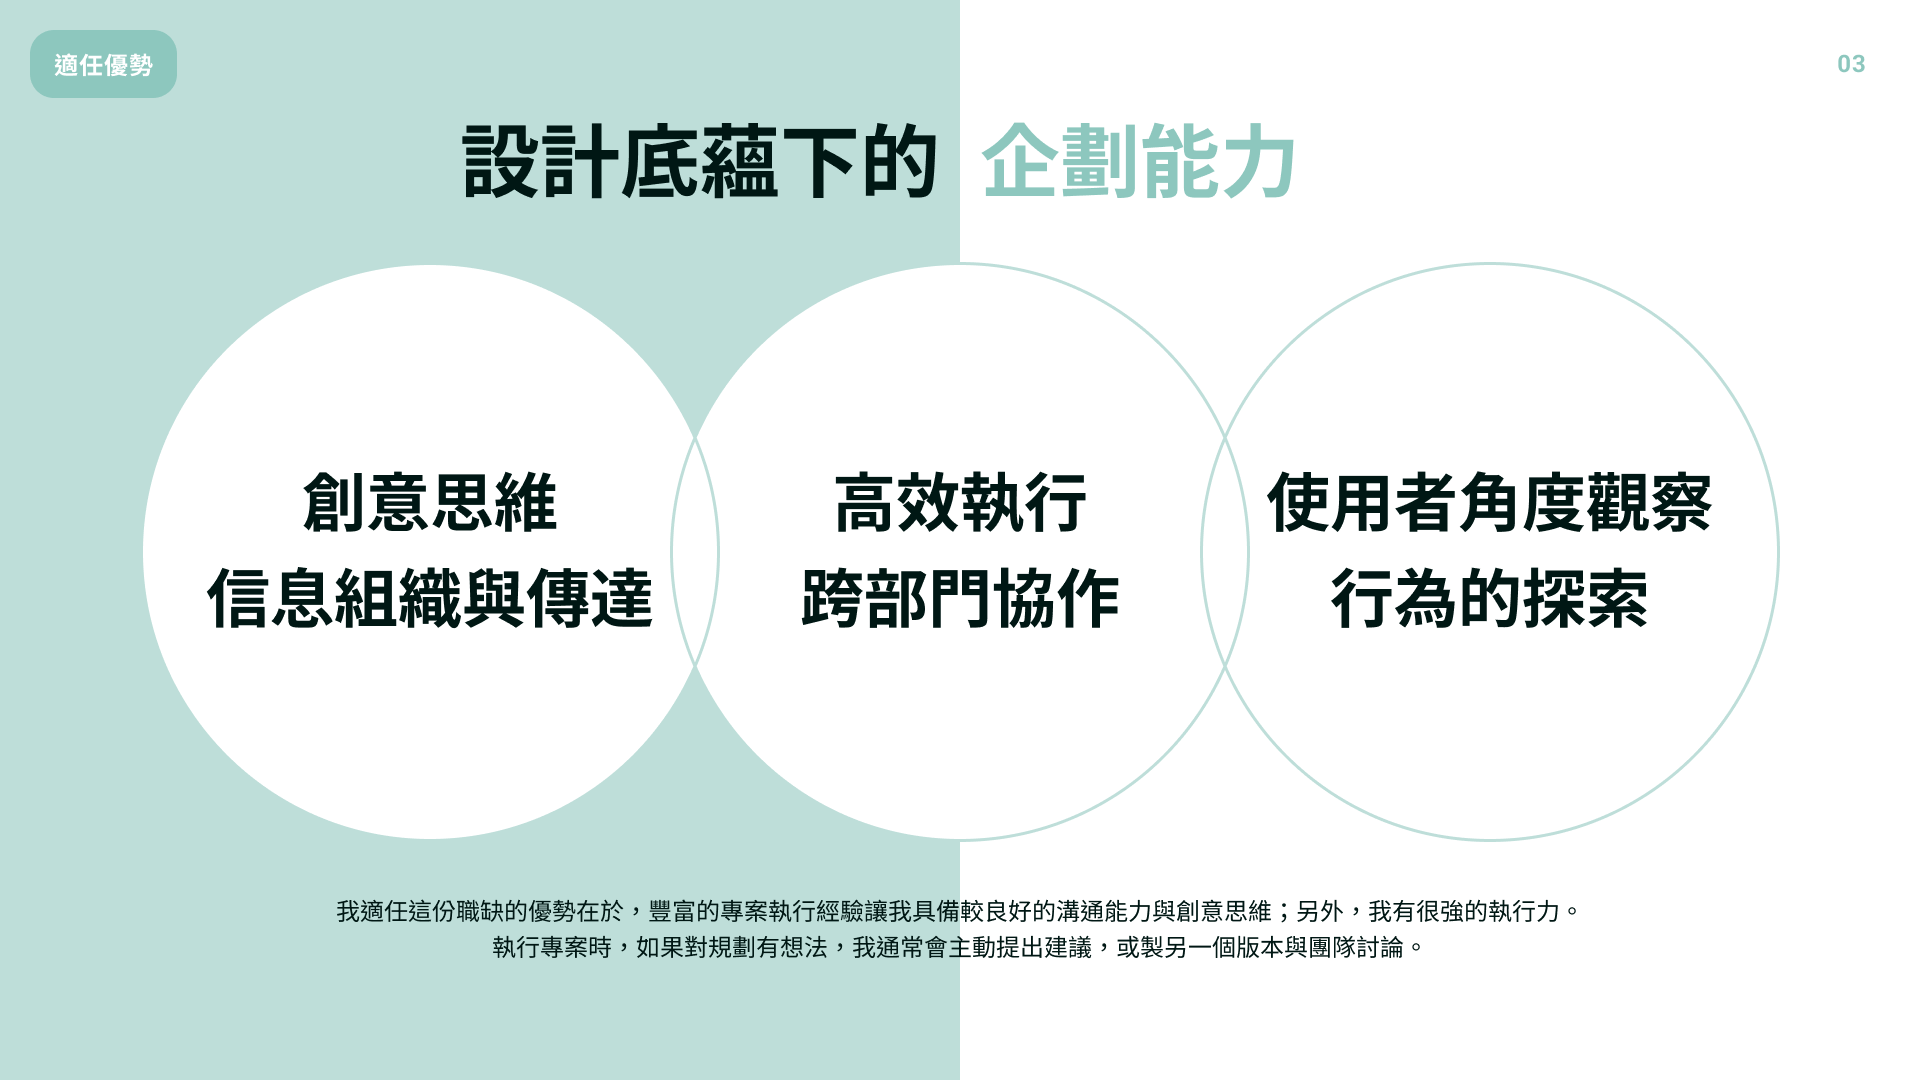 適任優勢
03
設計底蘊下的 企劃能力
創意思維
信息組織與傳達
高效執行
跨部門協作
使用者角度觀察
行為的探索
我適任這份職缺的優勢在於，豐富的專案執行經驗讓我具備較良好的溝通能力與創意思維；另外，我有很強的執行力。
執行專案時，如果對規劃有想法，我通常會主動提出建議，或製另一個版本與團隊討論。